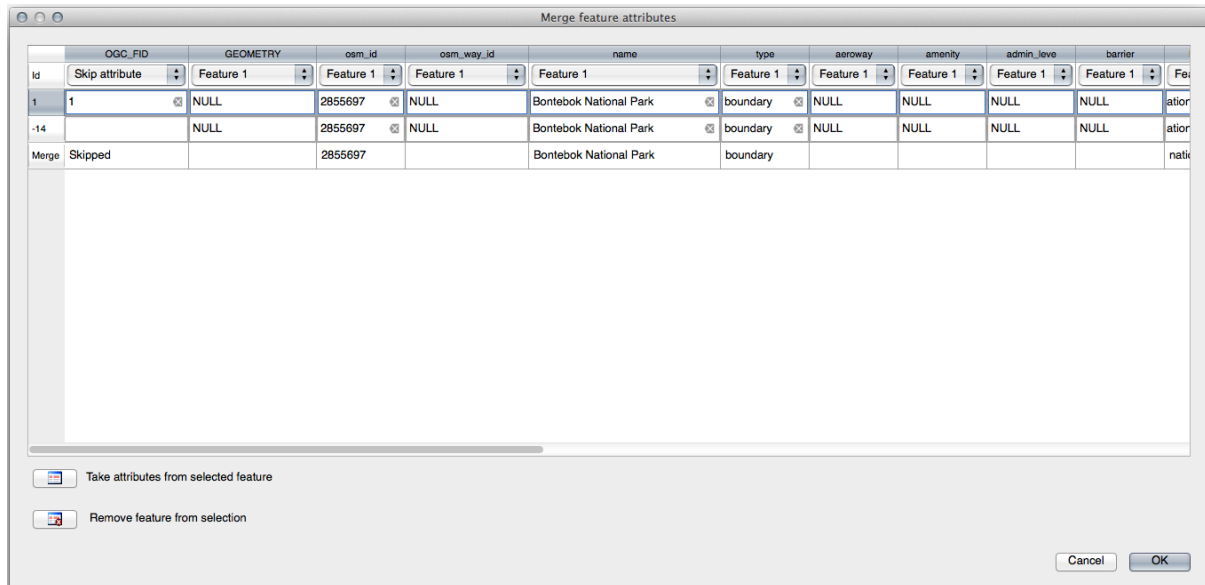 Merge feature attributes
OGC_FID GEOMETRY osm_id osm_way_id name type aeroway amenity admin_leve barrier
Id Skip attribute Feature 1 Feature 1 Feature 1 Feature 1 Feature 1 Feature 1 Feature 1 Feature 1 Feature 1 Fea
1 1 NULL 2855697 NULL Bontebok National Park boundary NULL NULL NULL NULL ation
-14 NULL 2855697 NULL Bontebok National Park boundary NULL NULL NULL NULL ation
Merge Skipped 2855697 Bontebok National Park boundary natio
Take attributes from selected feature
Remove feature from selection
Cancel OK